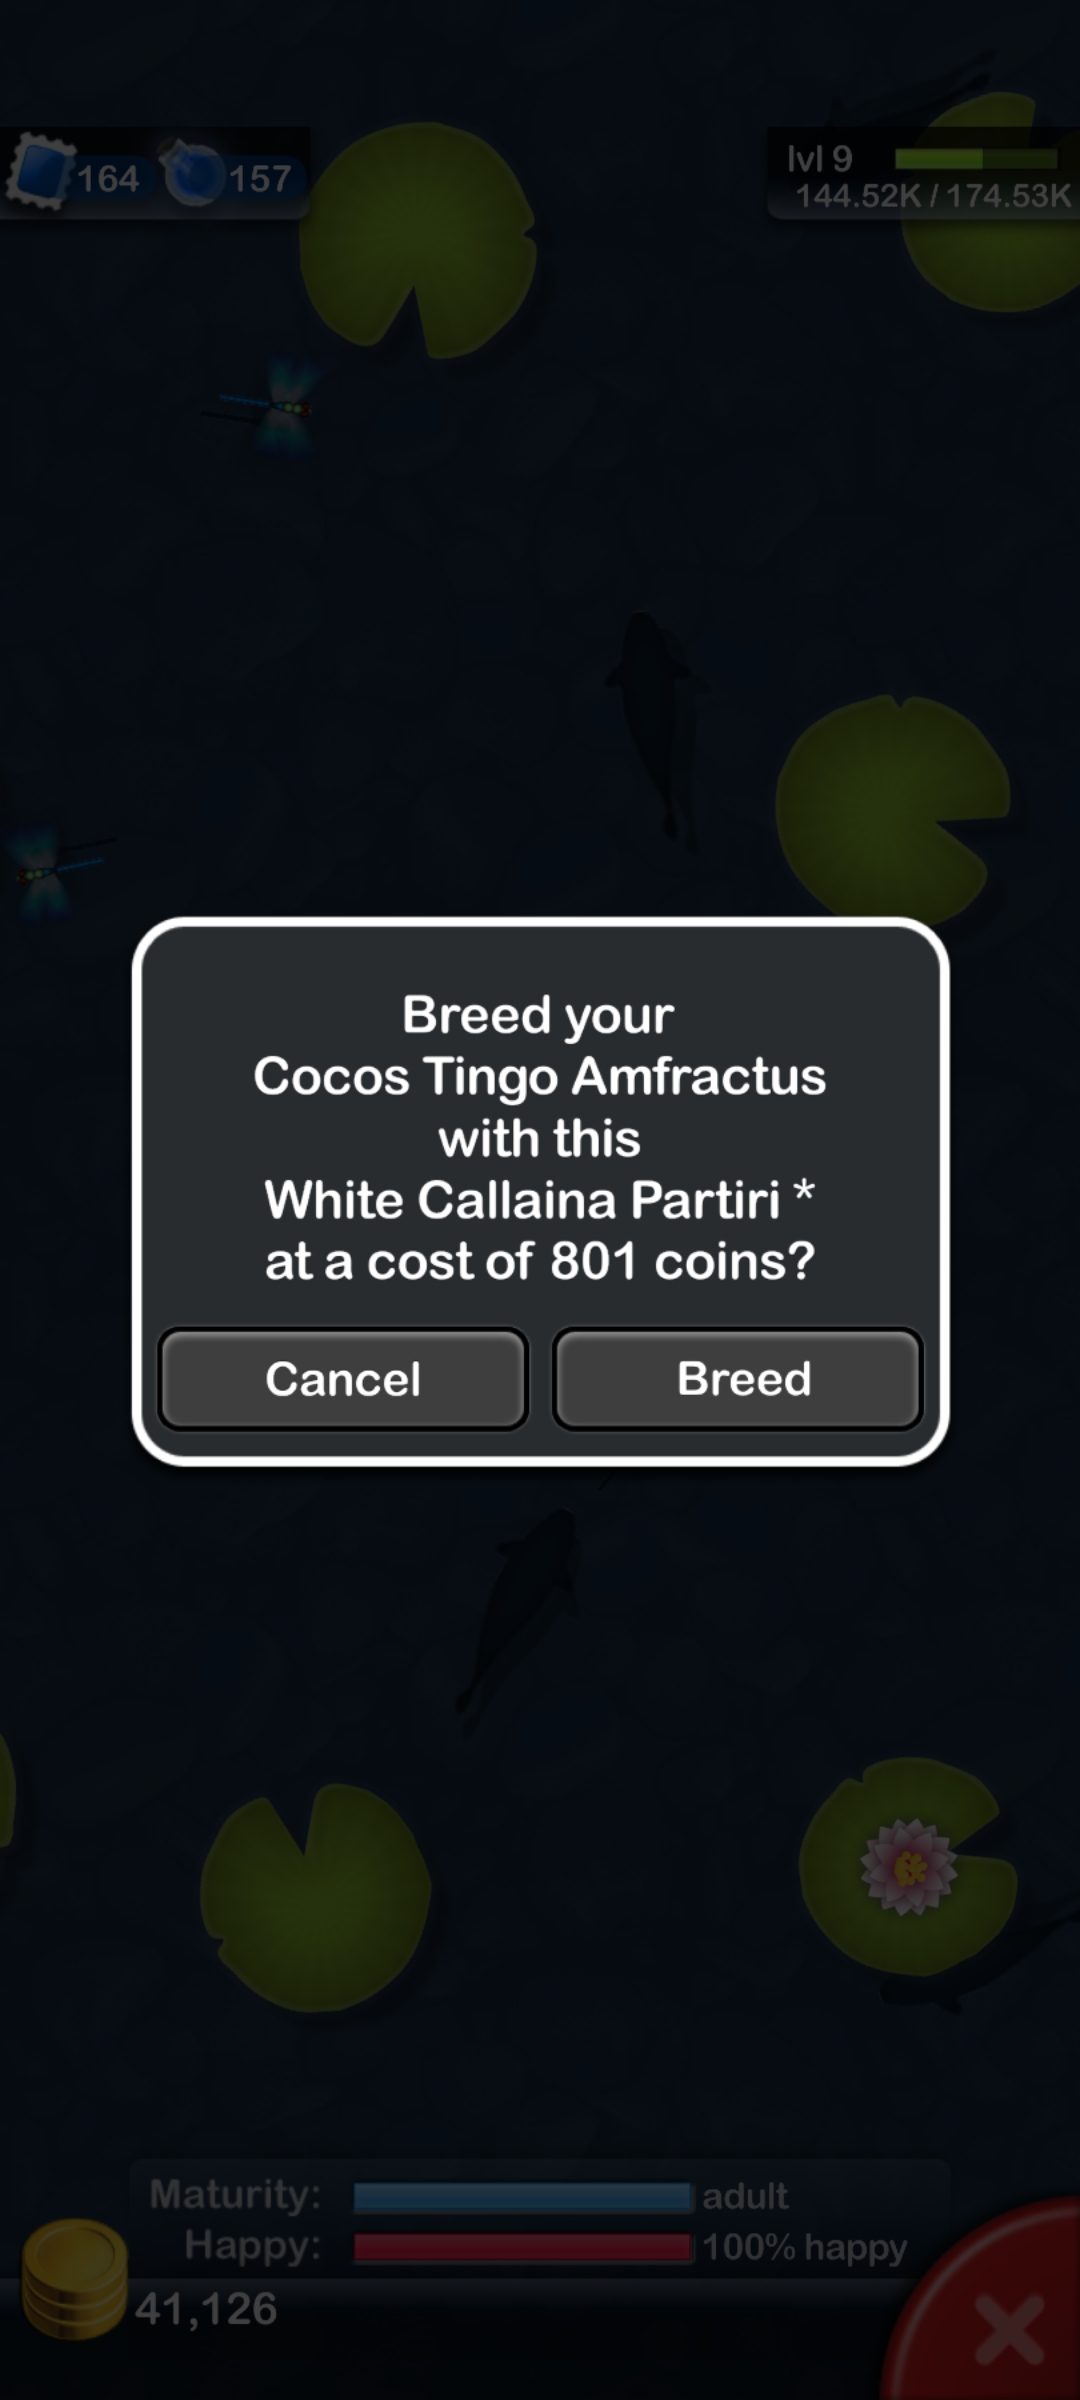 164 157
lvl 9
144.52K / 174.53K
Breed your
Cocos Tingo Amfractus
with this
White Callaina Partiri *
at a cost of 801 coins?
Cancel Breed
Maturity: adult
Happy: 100% happy
41,126